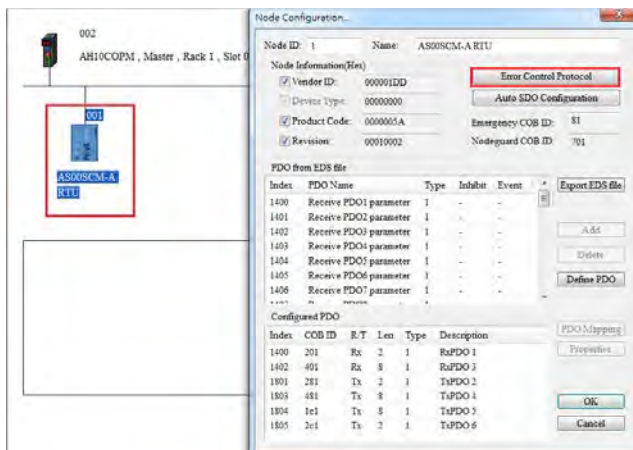 002
AH10COPM , Master , Rack 1 , Slot 0
001
AS00SCM-A
RTU
Node Configuration...
Node ID: 1 Name: AS00SCM-A RTU
Node Information(Hex)
Vendor ID: 000001DD
Error Control Protocol
Device Type: 00000000
Auto SDO Configuration
Product Code: 0000005A
Emergency COB ID: 81
Revision: 00010002
Nodeguard COB ID: 701
PDO from EDS file
Index PDO Name Type Inhibit Event
Export EDS file
1400 Receive PDO1 parameter 1 - -
1401 Receive PDO2 parameter 1 - -
1402 Receive PDO3 parameter 1 - -
Add
1403 Receive PDO4 parameter 1 - -
1404 Receive PDO5 parameter 1 - -
Delete
1405 Receive PDO6 parameter 1 - -
1406 Receive PDO7 parameter 1 - -
Define PDO
Configured PDO
Index COB ID R/T Len Type Description
PDO Mapping
1400 201 Rx 2 1 RxPDO 1
Properties
1402 401 Rx 8 1 RxPDO 3
1801 281 Tx 2 1 TxPDO 2
1803 481 Tx 8 1 TxPDO 4
OK
1804 1e1 Tx 8 1 TxPDO 5
1805 2c1 Tx 2 1 TxPDO 6
Cancel